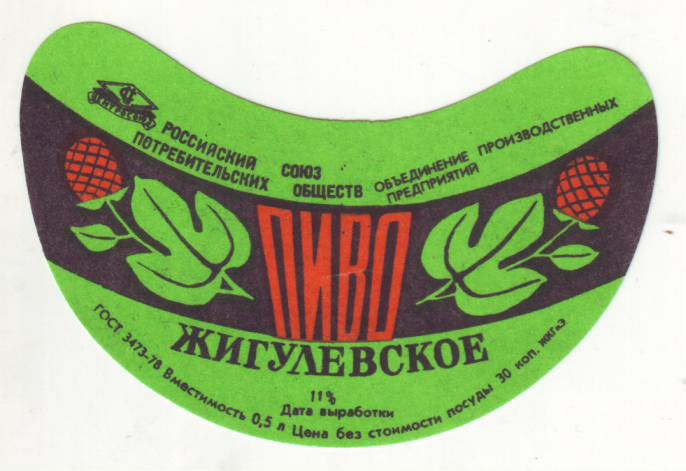 ЦЕНТРОСОЮЗ
РОССИЙСКИЙ СОЮЗ
ПОТРЕБИТЕЛЬСКИХ ОБЩЕСТВ
ОБЪЕДИНЕНИЕ ПРОИЗВОДСТВЕННЫХ
ПРЕДПРИЯТИЙ
ПИВО
ЖИГУЛЕВСКОЕ
11%
Дата выработки
ГОСТ 3473-78 Вместимость 0,5 л Цена без стоимости посуды 30 коп.